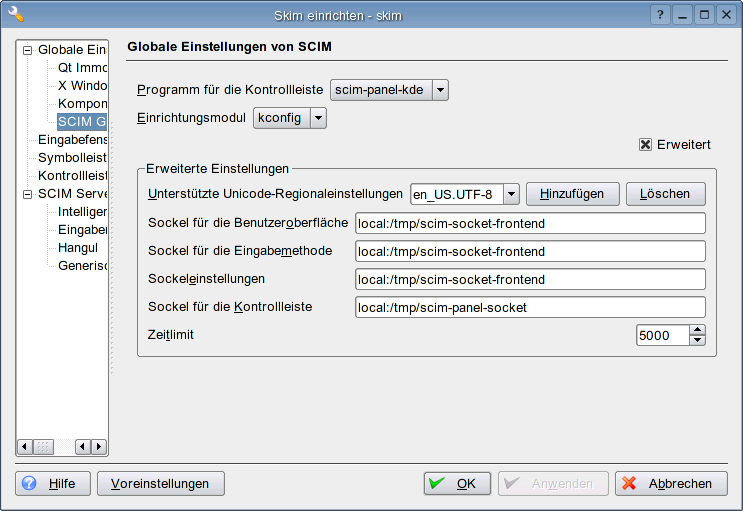 Skim einrichten - skim
Globale Ein
Qt Immo
X Windo
Kompon
SCIM G
Eingabefens
Symbolleist
Kontrolleist
SCIM Serve
Intelliger
Eingaber
Hangul
Generisc
Globale Einstellungen von SCIM
Programm für die Kontrollleiste scim-panel-kde
Einrichtungsmodul kconfig
Erweitert
Erweiterte Einstellungen
Unterstützte Unicode-Regionaleinstellungen en_US.UTF-8 Hinzufügen Löschen
Sockel für die Benutzeroberfläche local:/tmp/scim-socket-frontend
Sockel für die Eingabemethode local:/tmp/scim-socket-frontend
Sockeleinstellungen local:/tmp/scim-socket-frontend
Sockel für die Kontrollleiste local:/tmp/scim-panel-socket
Zeitlimit 5000
Hilfe Voreinstellungen OK Anwenden Abbrechen